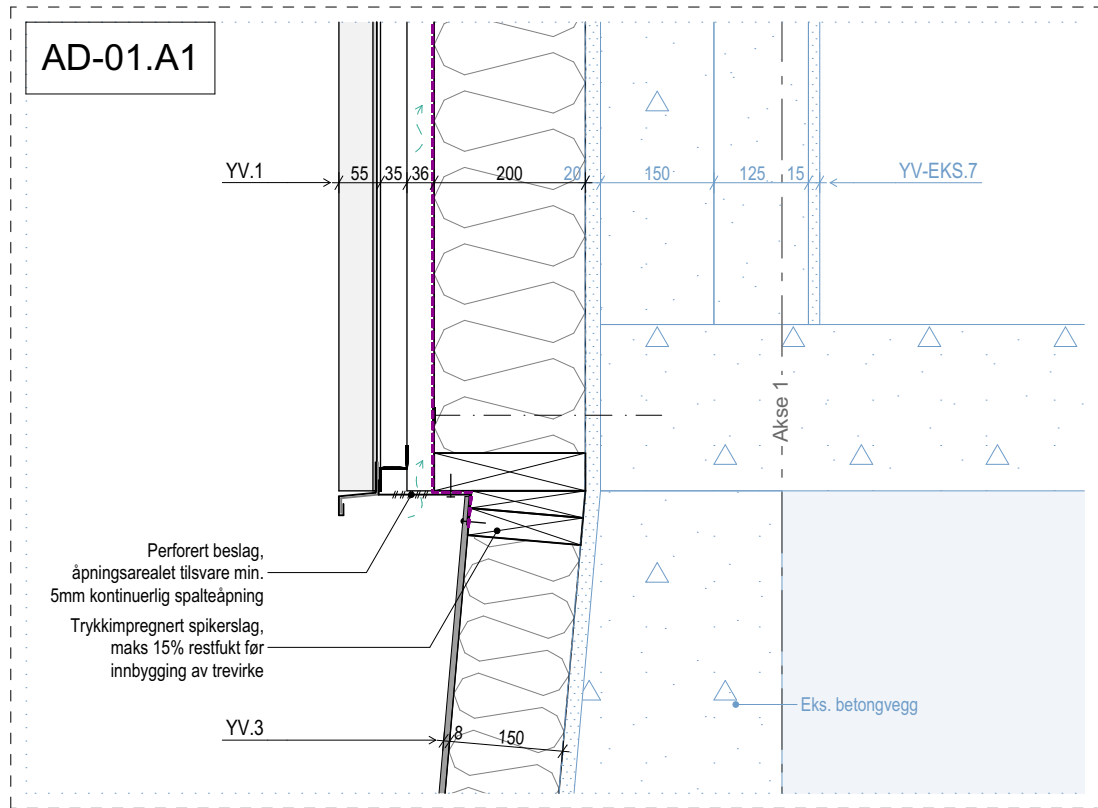 AD-01.A1
YV.1
55 35 36 200 20 150 125 15
YV-EKS.7
Akse 1
Perforert beslag,
åpningsarealet tilsvare min.
5mm kontinuerlig spalteåpning
Trykkimpregnert spikerslag,
maks 15% restfukt før
innbygging av trevirke
Eks. betongvegg
YV.3
8 150